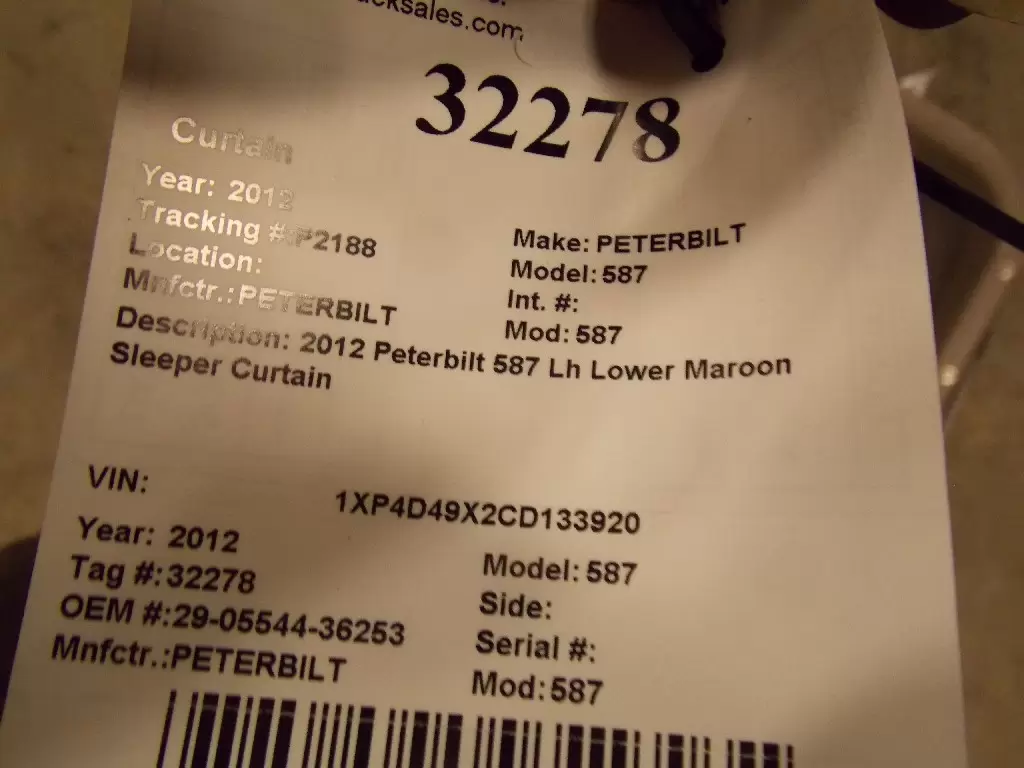 cksales.com
32278
Curtain
Year: 2012
Tracking #:P2188
Location:
Mnfctr.:PETERBILT
Make: PETERBILT
Model: 587
Int. #:
Mod: 587
Description: 2012 Peterbilt 587 Lh Lower Maroon
Sleeper Curtain
VIN:
1XP4D49X2CD133920
Year: 2012
Tag #:32278
OEM #:29-05544-36253
Mnfctr.:PETERBILT
Model: 587
Side:
Serial #:
Mod: 587